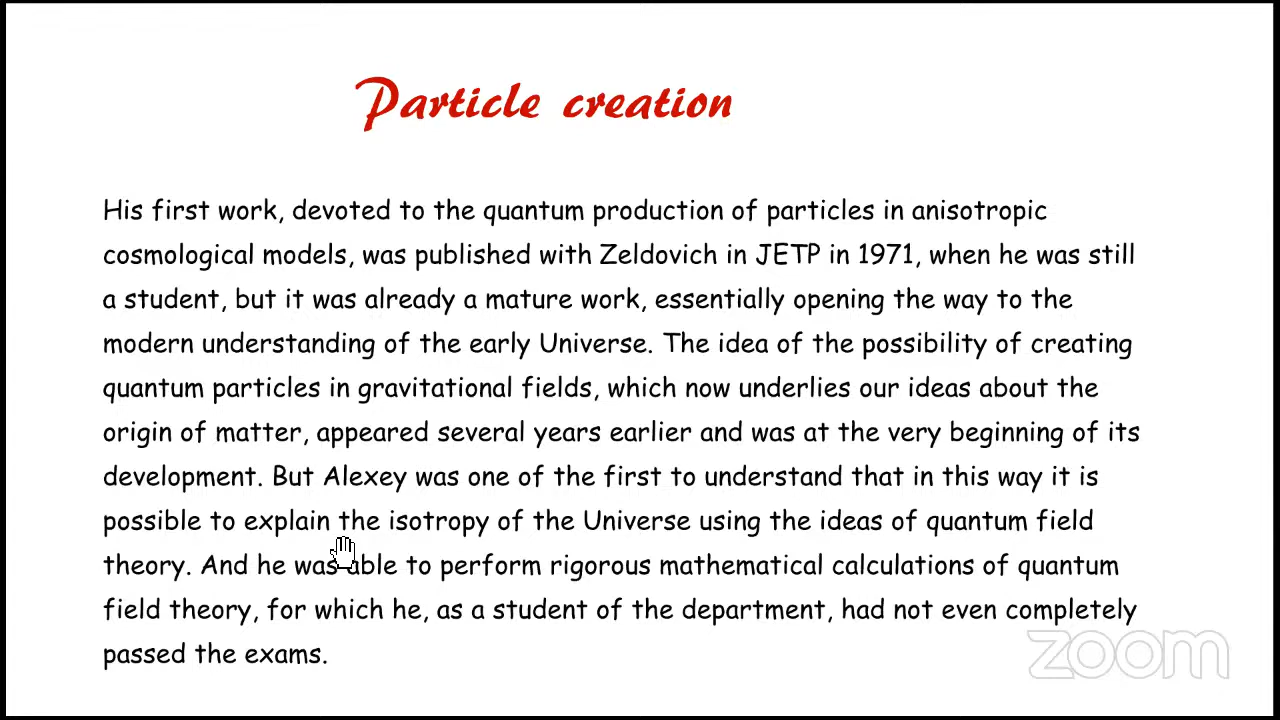 Particle creation
His first work, devoted to the quantum production of particles in anisotropic
cosmological models, was published with Zeldovich in JETP in 1971, when he was still
a student, but it was already a mature work, essentially opening the way to the
modern understanding of the early Universe. The idea of the possibility of creating
quantum particles in gravitational fields, which now underlies our ideas about the
origin of matter, appeared several years earlier and was at the very beginning of its
development. But Alexey was one of the first to understand that in this way it is
possible to explain the isotropy of the Universe using the ideas of quantum field
theory. And he was able to perform rigorous mathematical calculations of quantum
field theory, for which he, as a student of the department, had not even completely
passed the exams.
zoom